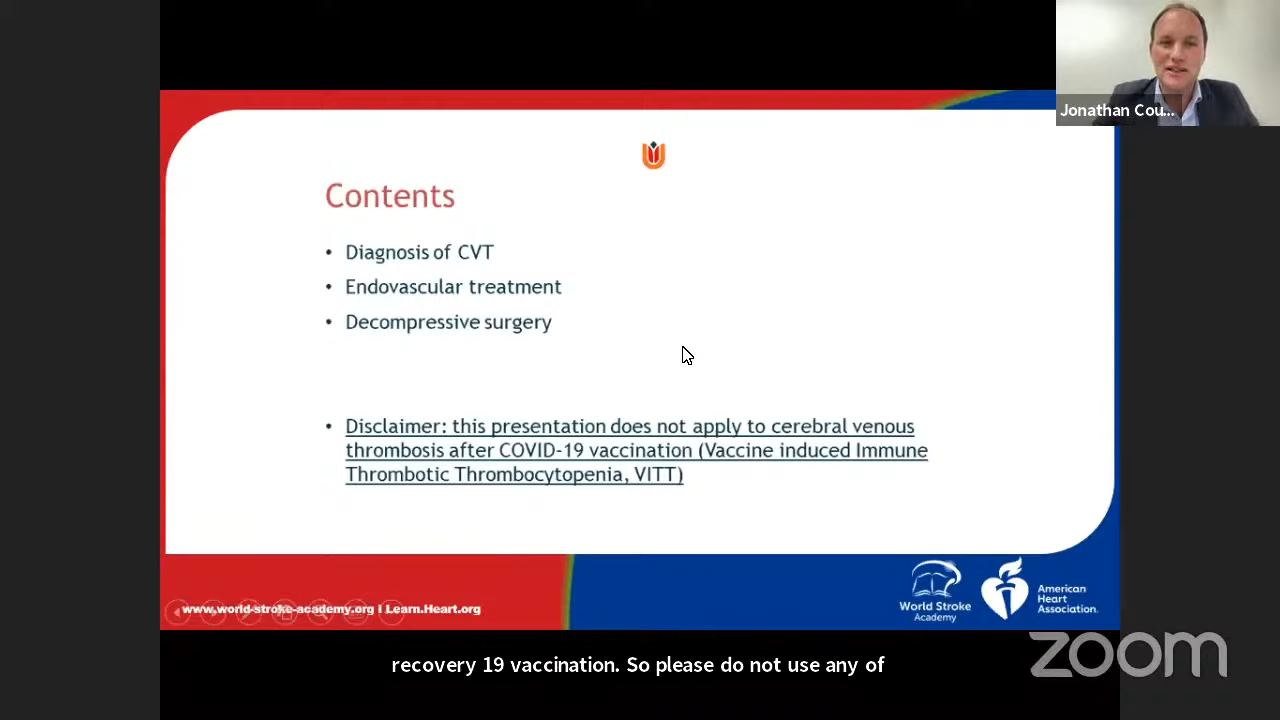 Jonathan Cou...
Contents
• Diagnosis of CVT
• Endovascular treatment
• Decompressive surgery
• Disclaimer: this presentation does not apply to cerebral venous
thrombosis after COVID-19 vaccination (Vaccine induced Immune
Thrombotic Thrombocytopenia, VITT)
www.world-stroke-academy.org I Learn.Heart.org
World Stroke
Academy
American
Heart
Association.
recovery 19 vaccination. So please do not use any of
zoom